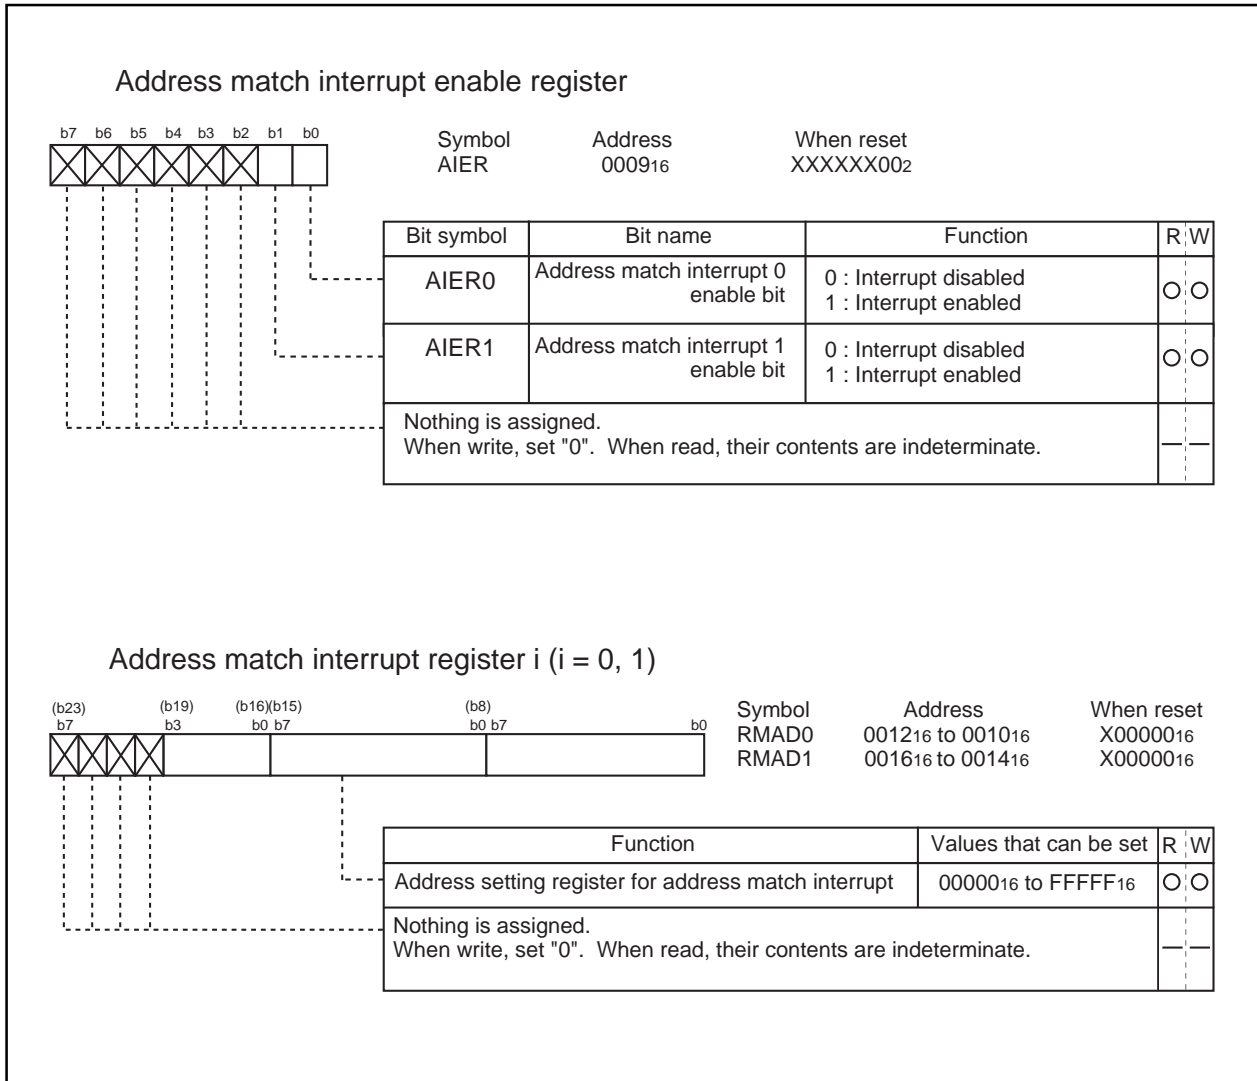 Address match interrupt enable register
b7 b6 b5 b4 b3 b2 b1 b0
Symbol Address When reset
AIER 000916 XXXXXX002
Bit symbol Bit name Function R W
AIER0 Address match interrupt 0 enable bit 0 : Interrupt disabled
1 : Interrupt enabled
AIER1 Address match interrupt 1 enable bit 0 : Interrupt disabled
1 : Interrupt enabled
Nothing is assigned.
When write, set "0". When read, their contents are indeterminate.
Address match interrupt register i (i = 0, 1)
(b23) (b19) (b16)(b15) (b8)
b7 b3 b0 b7 b0 b7 b0
Symbol Address When reset
RMAD0 001216 to 001016 X0000016
RMAD1 001616 to 001416 X0000016
Function Values that can be set R W
Address setting register for address match interrupt 0000016 to FFFFF16
Nothing is assigned.
When write, set "0". When read, their contents are indeterminate.